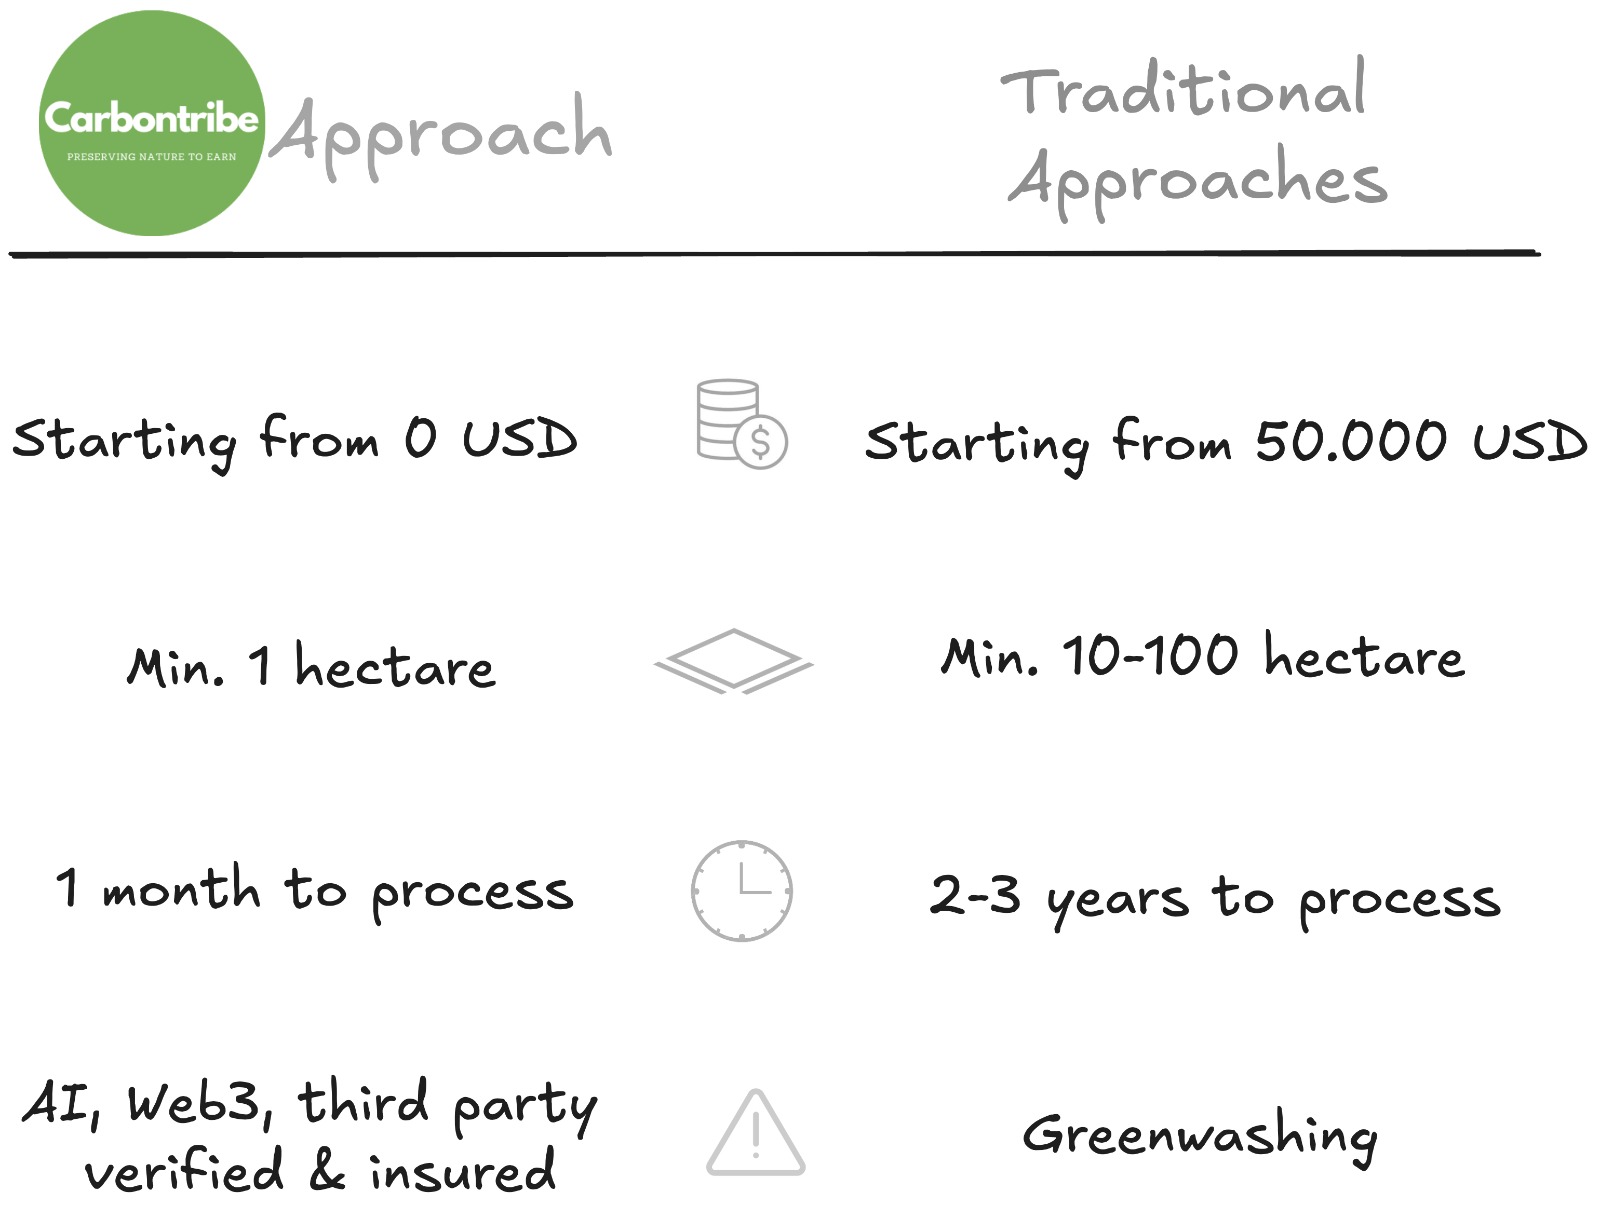 Carbontribe
PRESERVING NATURE TO EARN
Approach
Traditional
Approaches
Starting from 0 USD
$
Starting from 50.000 USD
Min. 1 hectare
Min. 10-100 hectare
1 month to process
2-3 years to process
AI, Web3, third party
verified & insured
!
Greenwashing